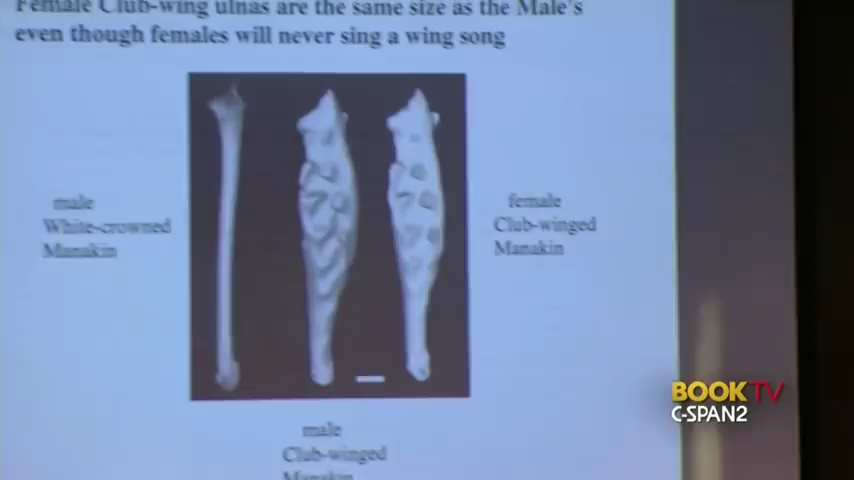 Female Club-wing ulnas are the same size as the Male's
even though females will never sing a wing song
male
White-crowned
Manakin
female
Club-winged
Manakin
male
Club-winged
Manakin
BOOK TV
C-SPAN2